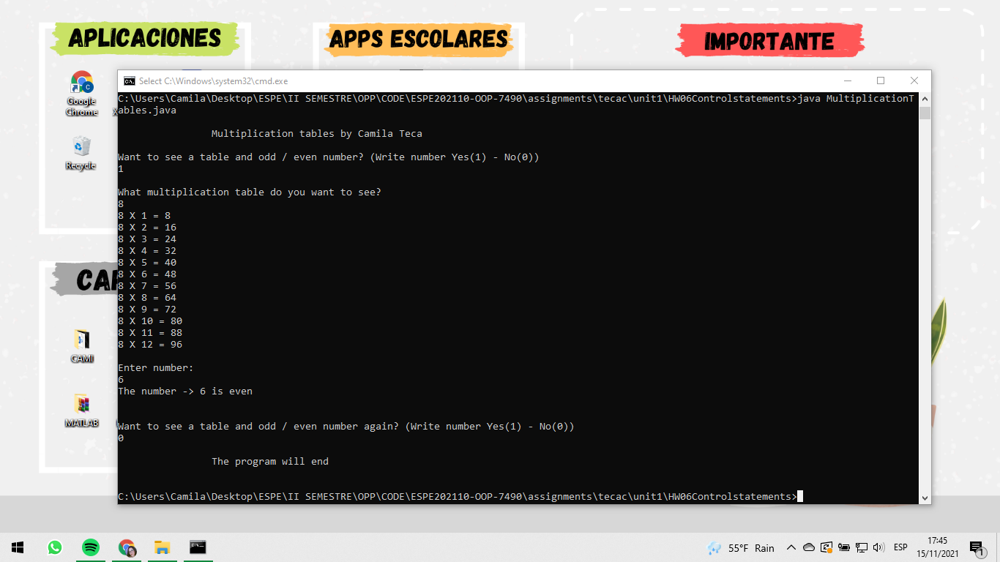 APLICACIONES
APPS ESCOLARES
IMPORTANTE
Google
Chrome
Recycle
CAMI
MATLAB
Select C:\Windows\system32\cmd.exe
C:\Users\Camila\Desktop\ESPE\II SEMESTRE\OPP\CODE\ESPE202110-OOP-7490\assignments\tecac\unit1\HW06Controlstatements>java MultiplicationT
ables.java
Multiplication tables by Camila Teca
Want to see a table and odd / even number? (Write number Yes(1) - No(0))
1
What multiplication table do you want to see?
8
8 X 1 = 8
8 X 2 = 16
8 X 3 = 24
8 X 4 = 32
8 X 5 = 40
8 X 6 = 48
8 X 7 = 56
8 X 8 = 64
8 X 9 = 72
8 X 10 = 80
8 X 11 = 88
8 X 12 = 96
Enter number:
6
The number -> 6 is even
Want to see a table and odd / even number again? (Write number Yes(1) - No(0))
0
The program will end
C:\Users\Camila\Desktop\ESPE\II SEMESTRE\OPP\CODE\ESPE202110-OOP-7490\assignments\tecac\unit1\HW06Controlstatements>
55°F Rain
ESP
17:45
15/11/2021
1